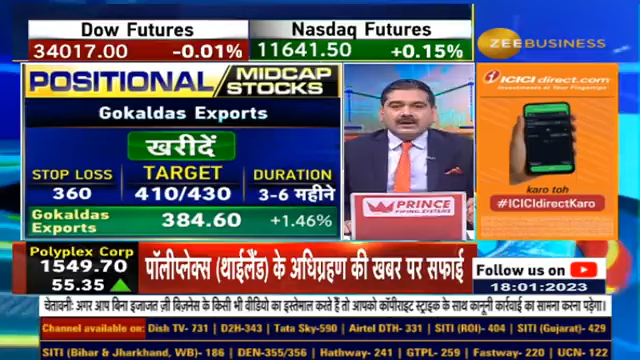 Dow Futures
34017.00 -0.01%
Nasdaq Futures
11641.50 +0.15%
ZEE BUSINESS
POSITIONAL / MIDCAP STOCKS
Gokaldas Exports
खरीदें
STOP LOSS
360
TARGET
410/430
DURATION
3-6 महीने
Gokaldas Exports 384.60 +1.46%
PRINCE
PIPING SYSTEMS
ICICI direct.com
Investments at Your Fingertips
karo toh
#ICICIdirectKaro
Polyplex Corp
1549.70
55.35
पॉलीप्लेक्स (थाईलैंड) के अधिग्रहण की खबर पर सफाई
Follow us on
18:01:2023
चेतावनी: अगर आप बिना इजाजत ज़ी बिज़नेस के किसी भी वीडियो का इस्तेमाल करते हैं तो आपको कॉपीराइट स्ट्राइक के साथ कानूनी कार्रवाई का सामना करना पड़ेगा.
Channel available on: Dish TV- 731 | D2H-343 | Tata Sky-590 | Airtel DTH- 331 | SITI (ROI) - 404 | SITI (Gujarat) - 429
SITI (Bihar & Jharkhand, WB) - 186 | DEN-355/356 | Hathway- 241 | GTPL- 259 | Fastway- 220 | UCN- 122